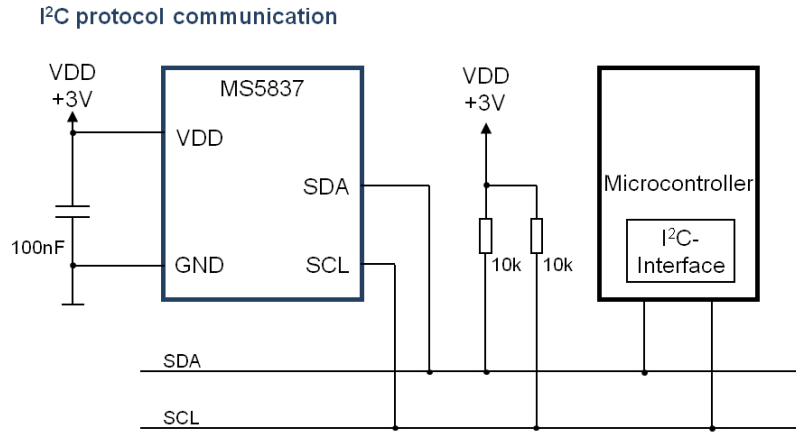 I²C protocol communication
VDD
+3V
MS5837
VDD
SDA
GND
SCL
100nF
VDD
+3V
10k
10k
Microcontroller
I²C-
Interface
SDA
SCL